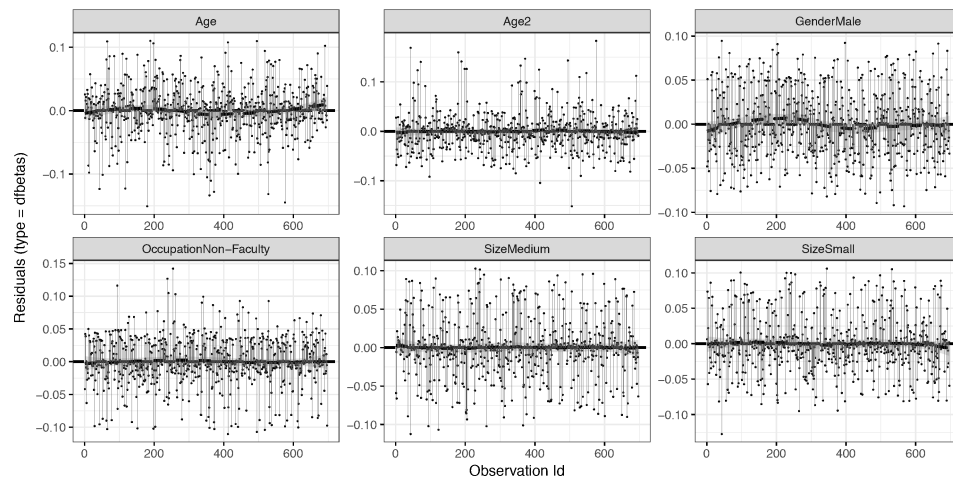 Age
Age2
GenderMale
0.1
0.0
−0.1
0.1
0.0
−0.1
0.10
0.05
0.00
−0.05
−0.10
0 200 400 600
0 200 400 600
0 200 400 600
OccupationNon−Faculty
SizeMedium
SizeSmall
0.15
0.10
0.05
0.00
−0.05
−0.10
0.10
0.05
0.00
−0.05
−0.10
0.10
0.05
0.00
−0.05
−0.10
0 200 400 600
0 200 400 600
0 200 400 600
Residuals (type = dfbetas)
Observation Id